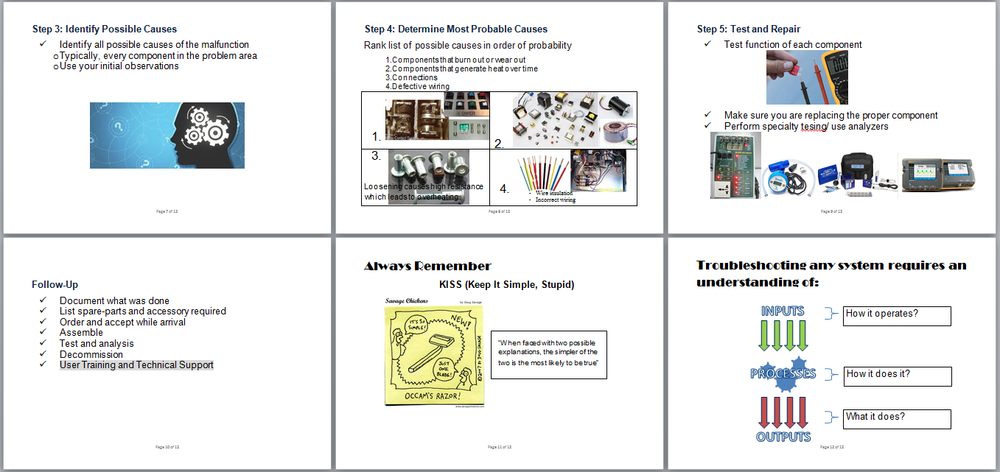 Step 3: Identify Possible Causes
✓ Identify all possible causes of the malfunction
o Typically, every component in the problem area
o Use your initial observations
Page 7 of 12
Step 4: Determine Most Probable Causes
Rank list of possible causes in order of probability
1. Components that burn out or wear out
2. Components that generate heat over time
3. Connections
4. Defective wiring
QWER
1.
2.
3.
Loosening causes high resistance
which leads to overheating
4.
- Wire insulation
- Incorrect wiring
Page 8 of 12
Step 5: Test and Repair
✓ Test function of each component
✓ Make sure you are replacing the proper component
✓ Perform specialty tesing/ use analyzers
Page 9 of 12
Follow-Up
✓ Document what was done
✓ List spare-parts and accessory required
✓ Order and accept while arrival
✓ Assemble
✓ Test and analysis
✓ Decommission
✓ User Training and Technical Support
Page 10 of 12
Always Remember
KISS (Keep It Simple, Stupid)
Savage Chickens
by Doug Savage
IT'S SO
SIMPLE!
NEW!
JUST
ONE
BLADE!
©2007 BY DOUG SAVAGE
OCCAM'S RAZOR!
www.savagechickens.com
"When faced with two possible
explanations, the simpler of the
two is the most likely to be true"
Page 11 of 12
Troubleshooting any system requires an
understanding of:
INPUTS
How it operates?
PROCESSES
How it does it?
What it does?
OUTPUTS
Page 12 of 12